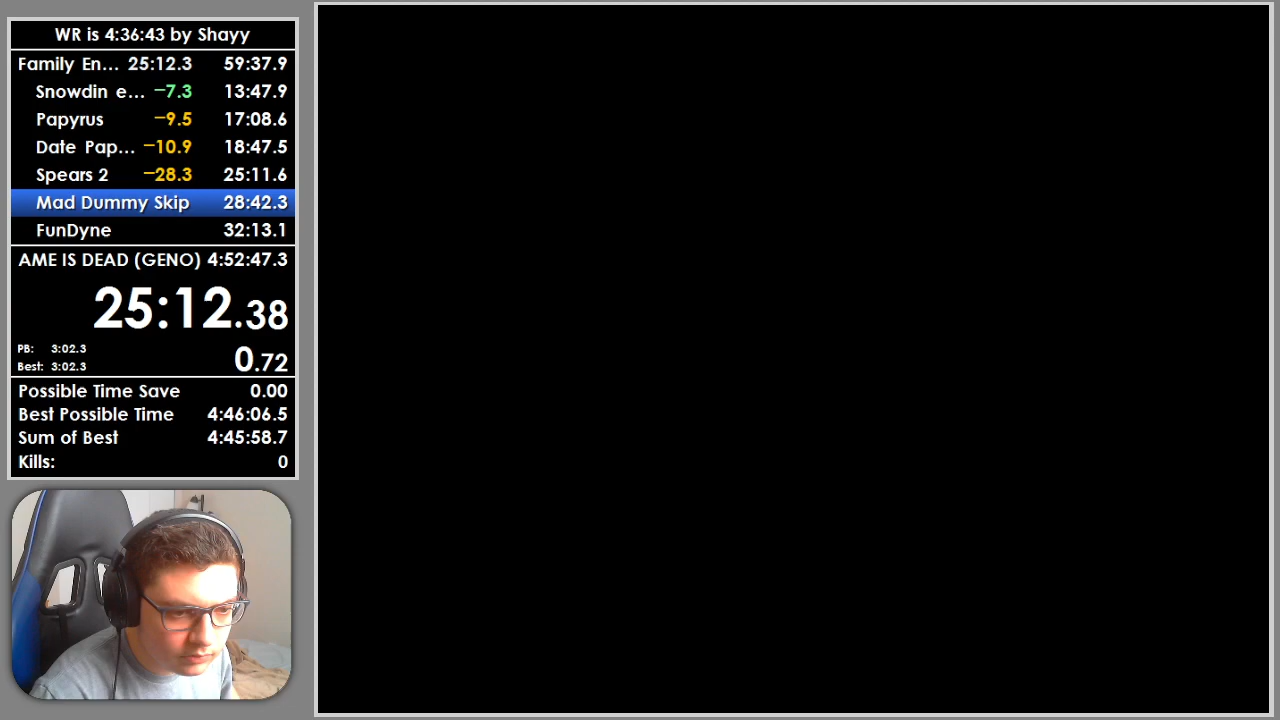 WR is 4:36:43 by Shayy
Family En... 25:12.3 59:37.9
Snowdin e... −7.3 13:47.9
Papyrus −9.5 17:08.6
Date Pap... −10.9 18:47.5
Spears 2 −28.3 25:11.6
Mad Dummy Skip 28:42.3
FunDyne 32:13.1
AME IS DEAD (GENO) 4:52:47.3
25:12.38
PB: 3:02.3
Best: 3:02.3
0.72
Possible Time Save 0.00
Best Possible Time 4:46:06.5
Sum of Best 4:45:58.7
Kills: 0